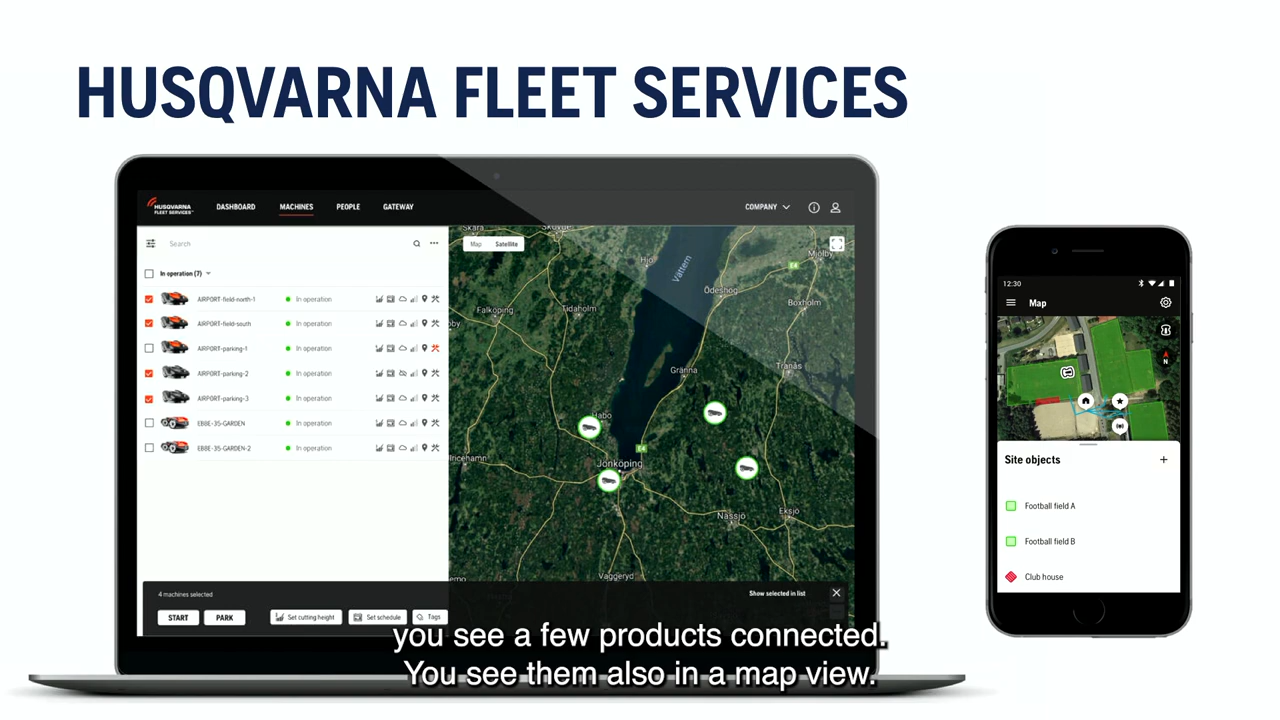 HUSQVARNA FLEET SERVICES
HUSQVARNA
FLEET SERVICES™
DASHBOARD
MACHINES
PEOPLE
GATEWAY
COMPANY
Search
In operation (7)
AIRPORT-field-north-1
In operation
AIRPORT-field-south
In operation
AIRPORT-parking-1
In operation
AIRPORT-parking-2
In operation
AIRPORT-parking-3
In operation
EBBE-35-GARDEN
In operation
EBBE-35-GARDEN-2
In operation
Map
Satellite
Skara
Skövde
Hjo
Vättern
Mjölby
E4
Ödeshög
Boxholm
Falköping
Tidaholm
Gränna
Tranås
Habo
E4
Jönköping
Ulricehamn
Nässjö
Eksjö
Vaggeryd
4 machines selected
Show selected in list
START
PARK
Set cutting height
Set schedule
Tags
12:30
Map
N
Site objects
+
Football field A
Football field B
Club house
you see a few products connected.
You see them also in a map view.